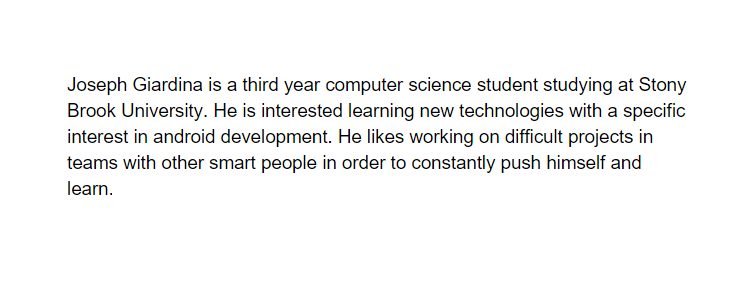 Joseph Giardina is a third year computer science student studying at Stony
Brook University. He is interested learning new technologies with a specific
interest in android development. He likes working on difficult projects in
teams with other smart people in order to constantly push himself and
learn.